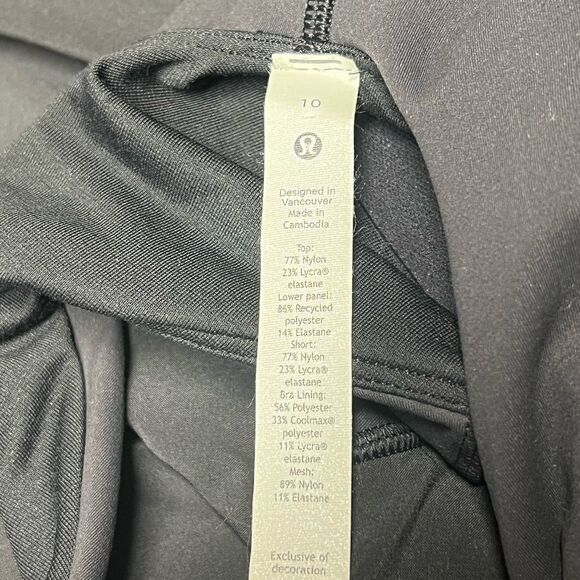 10
Designed in
Vancouver
Made in
Cambodia
Top:
77% Nylon
23% Lycra®
elastane
Lower panel:
86% Recycled
polyester
14% Elastane
Short:
77% Nylon
23% Lycra®
elastane
Bra Lining:
56% Polyester
33% Coolmax®
polyester
11% Lycra®
elastane
Mesh:
89% Nylon
11% Elastane
Exclusive of
decoration